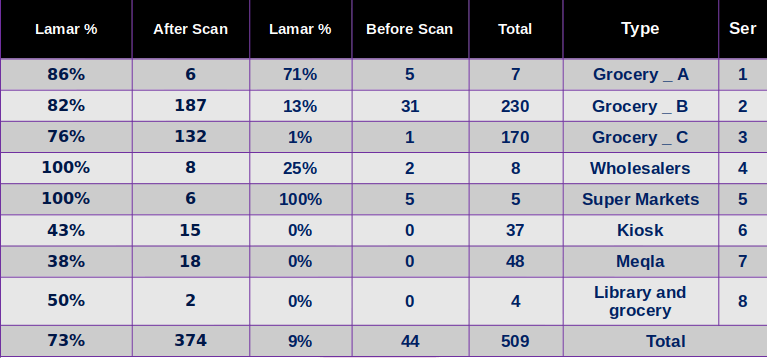 Lamar % After Scan Lamar % Before Scan Total Type Ser
86% 6 71% 5 7 Grocery _ A 1
82% 187 13% 31 230 Grocery _ B 2
76% 132 1% 1 170 Grocery _ C 3
100% 8 25% 2 8 Wholesalers 4
100% 6 100% 5 5 Super Markets 5
43% 15 0% 0 37 Kiosk 6
38% 18 0% 0 48 Meqla 7
50% 2 0% 0 4 Library and
grocery 8
73% 374 9% 44 509 Total